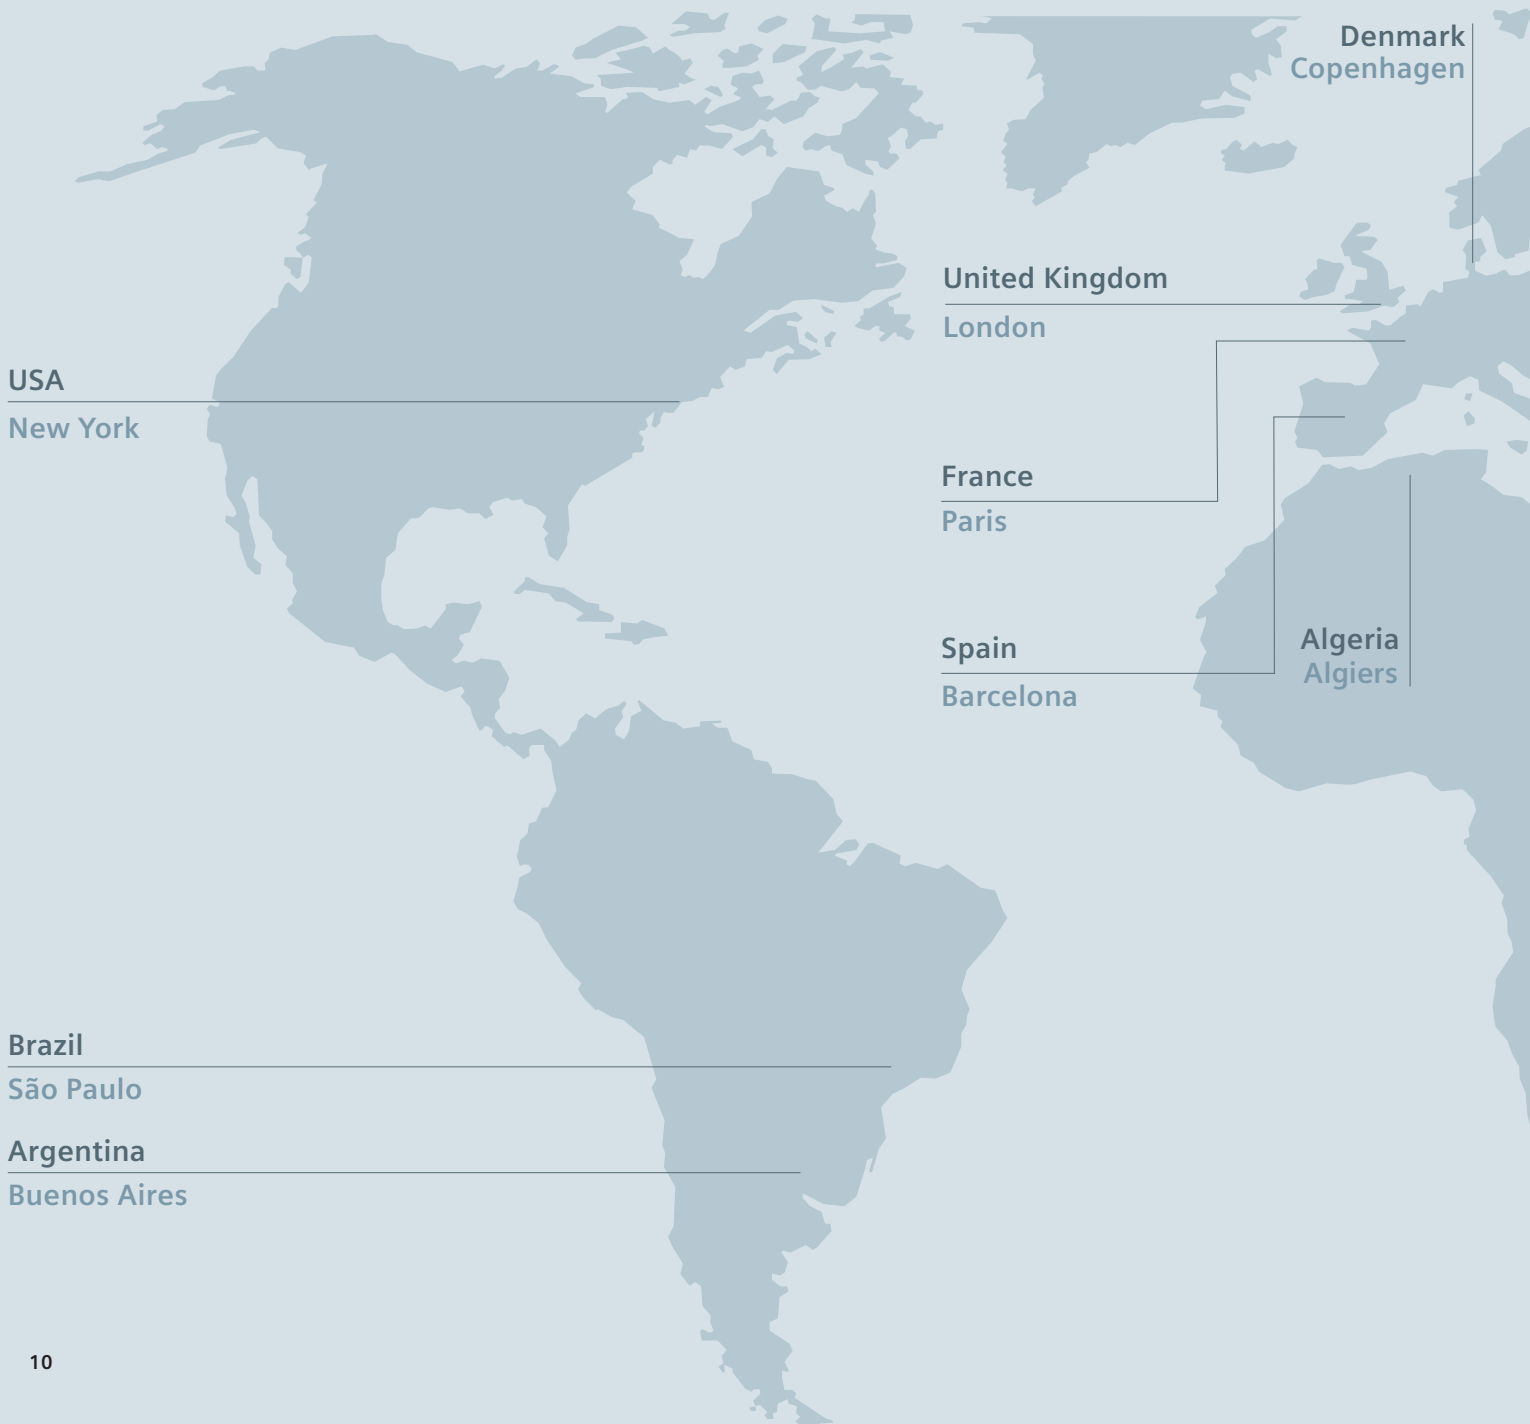 Denmark
Copenhagen
United Kingdom
London
USA
New York
France
Paris
Spain
Barcelona
Algeria
Algiers
Brazil
São Paulo
Argentina
Buenos Aires
10